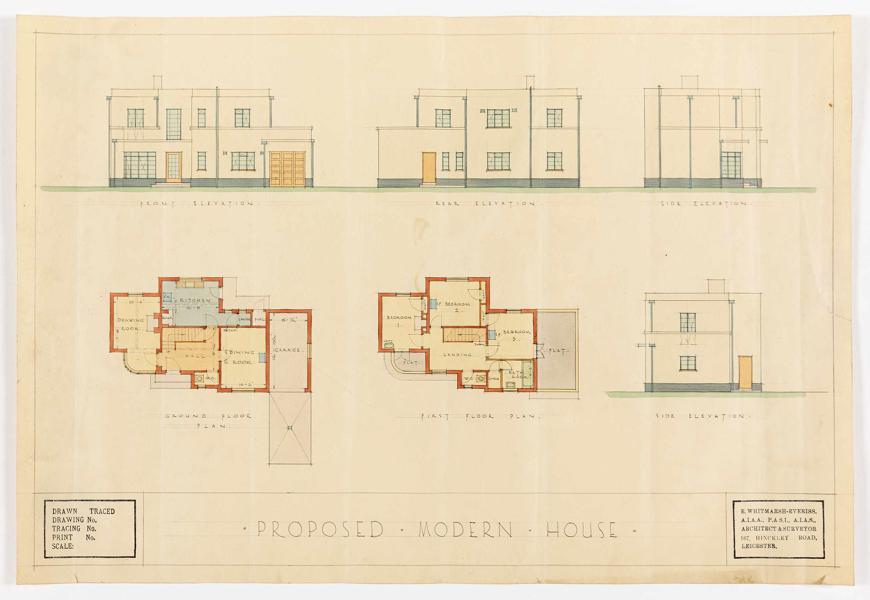 FRONT ELEVATION.
REAR ELEVATION.
SIDE ELEVATION.
KITCHEN
DRAWING
ROOM.
HALL
DINING
ROOM
GARAGE.
W.C.
GROUND FLOOR
PLAN.
BEDROOM
1.
BEDROOM
2.
BEDROOM
3.
LANDING
FLAT
FLAT.
W.C.
BATH
ROOM
FIRST FLOOR PLAN.
SIDE ELEVATION.
DRAWN TRACED
DRAWING No.
TRACING No.
PRINT No.
SCALE:
· PROPOSED · MODERN · HOUSE ·
E. WHITMARSH-EVERISS,
A.I.A.A., P.A.S.I., A.I.A.S.,
ARCHITECT & SURVEYOR
167, HINCKLEY ROAD,
LEICESTER.